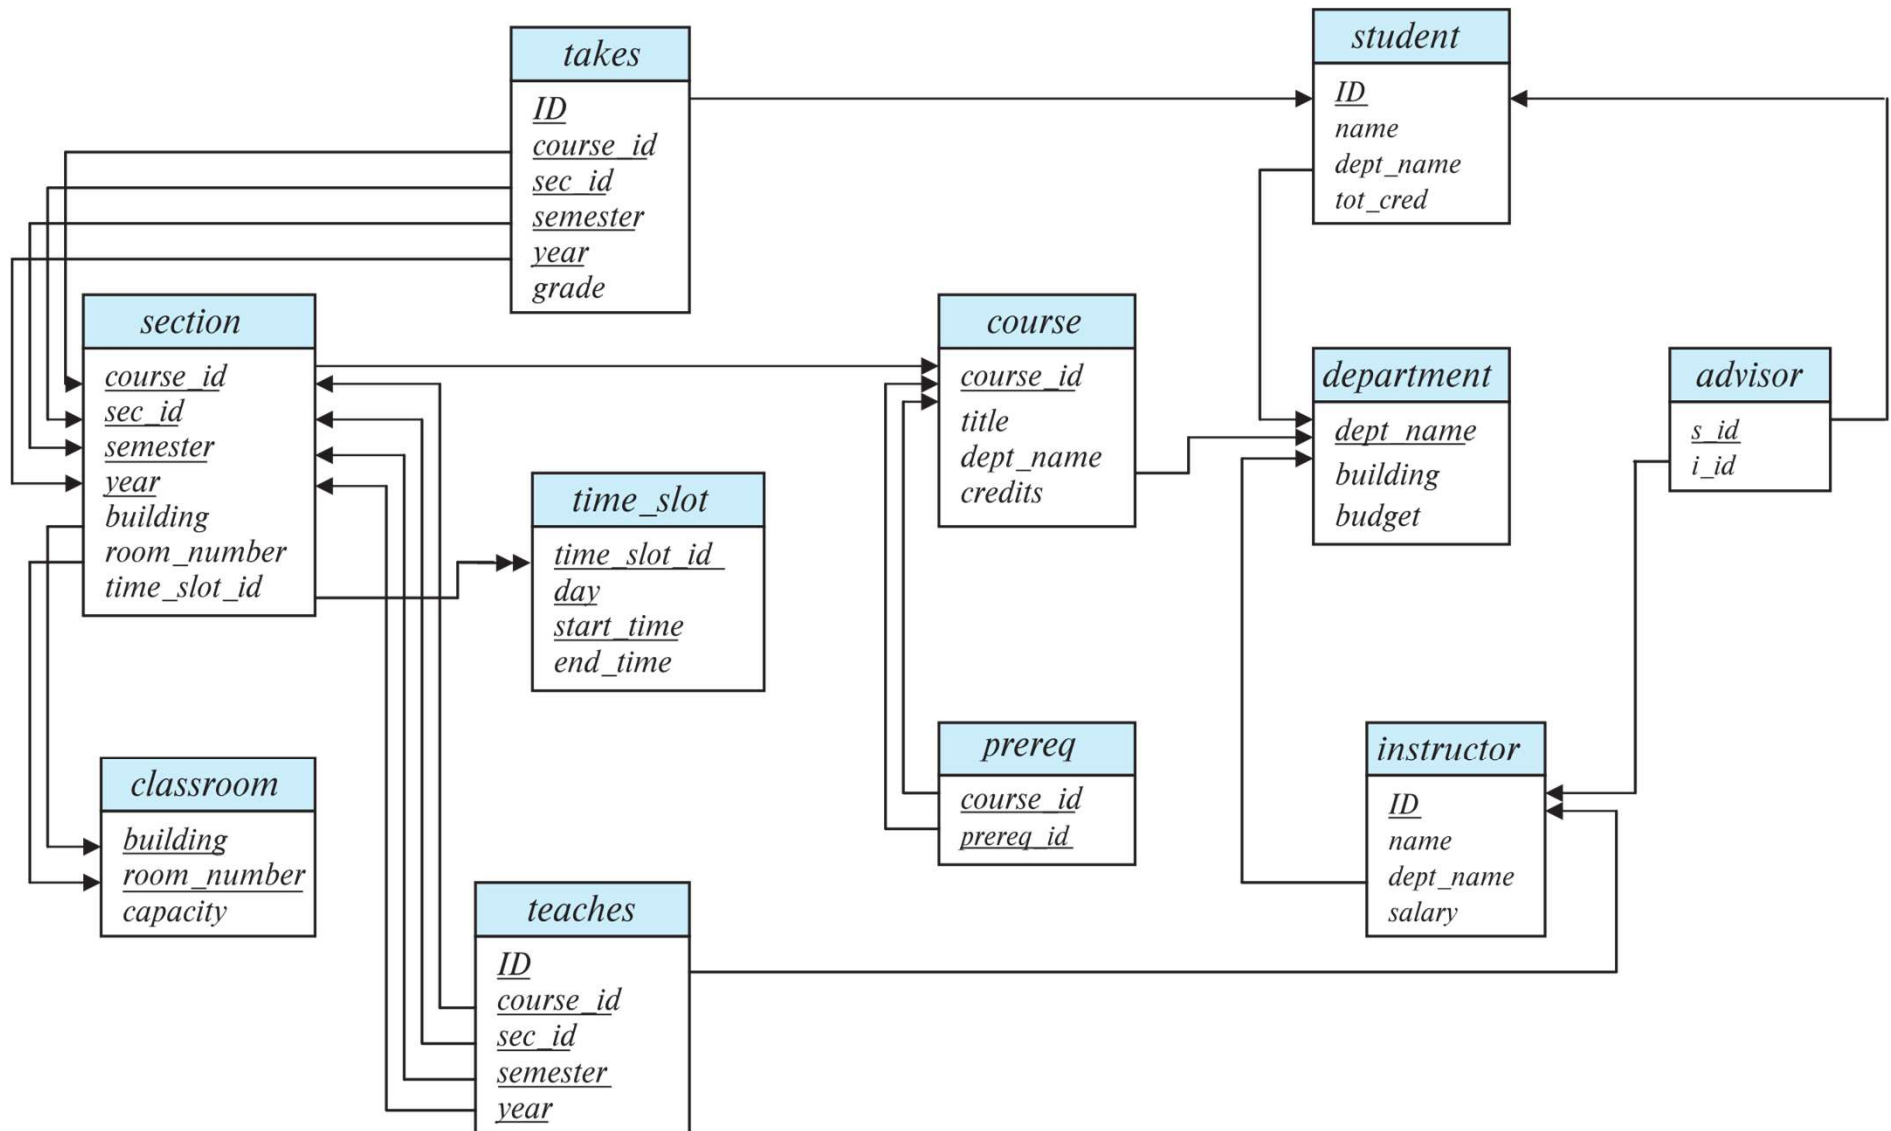 takes
ID
course_id
sec_id
semester
year
grade
student
ID
name
dept_name
tot_cred
section
course_id
sec_id
semester
year
building
room_number
time_slot_id
course
course_id
title
dept_name
credits
department
dept_name
building
budget
advisor
s_id
i_id
time_slot
time_slot_id
day
start_time
end_time
prereq
course_id
prereq_id
instructor
ID
name
dept_name
salary
classroom
building
room_number
capacity
teaches
ID
course_id
sec_id
semester
year